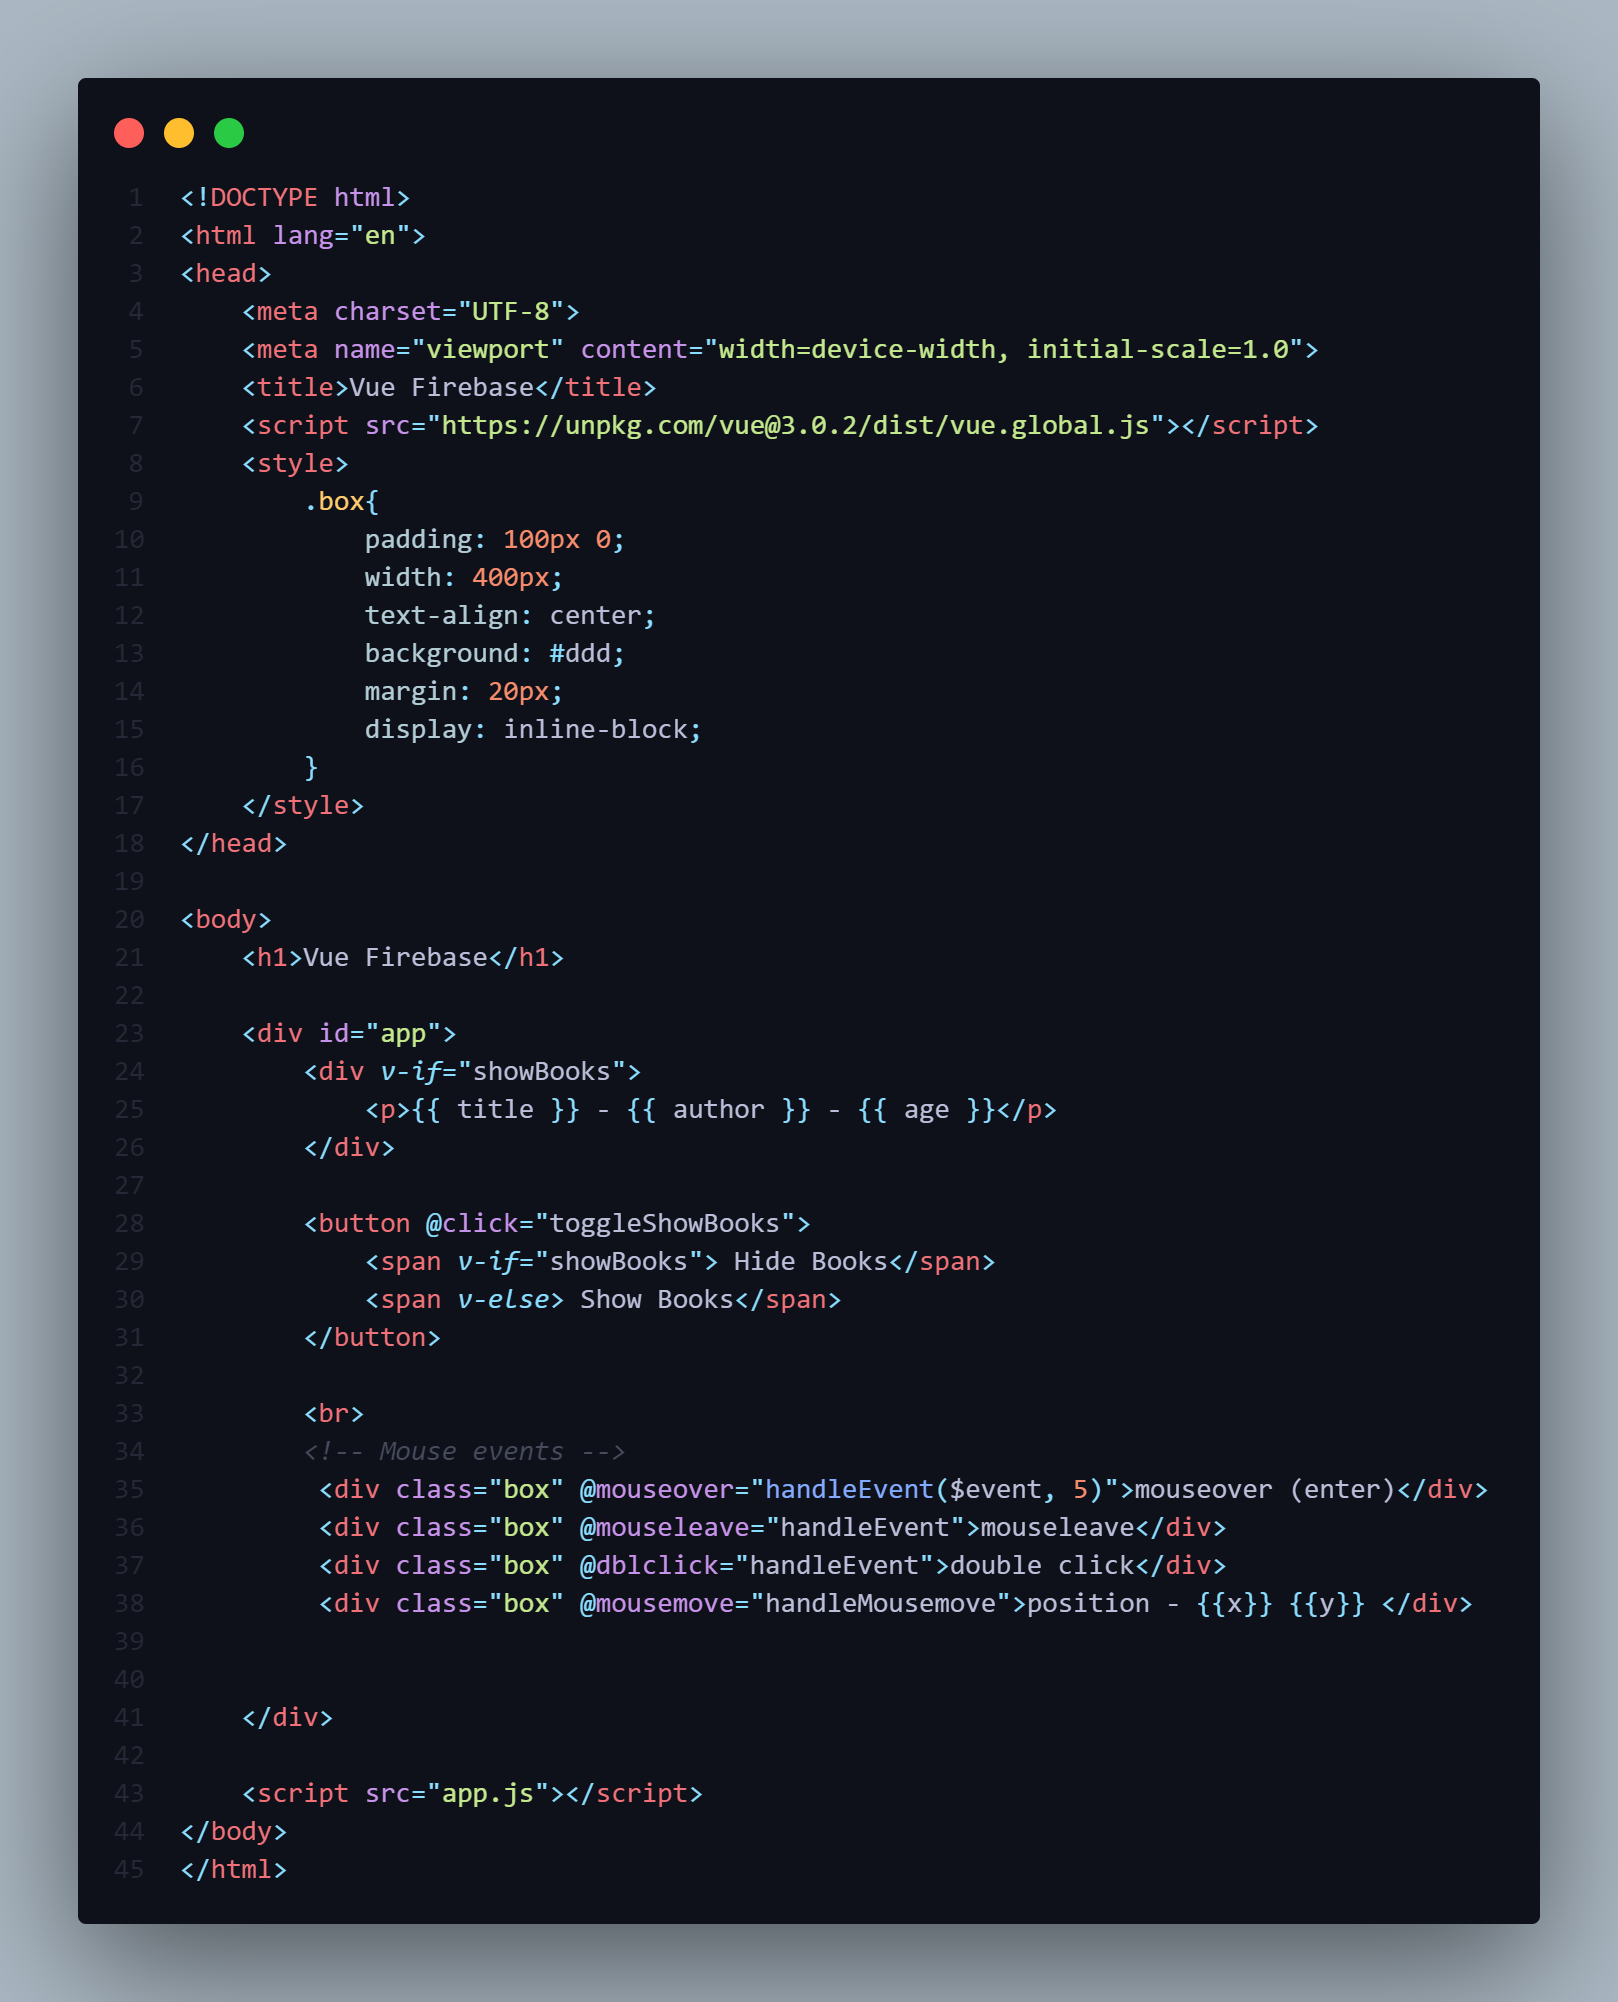 1 <!DOCTYPE html>
2 <html lang="en">
3 <head>
4     <meta charset="UTF-8">
5     <meta name="viewport" content="width=device-width, initial-scale=1.0">
6     <title>Vue Firebase</title>
7     <script src="https://unpkg.com/vue@3.0.2/dist/vue.global.js"></script>
8     <style>
9         .box{
10             padding: 100px 0;
11             width: 400px;
12             text-align: center;
13             background: #ddd;
14             margin: 20px;
15             display: inline-block;
16         }
17     </style>
18 </head>
19
20 <body>
21     <h1>Vue Firebase</h1>
22
23     <div id="app">
24         <div v-if="showBooks">
25             <p>{{ title }} - {{ author }} - {{ age }}</p>
26         </div>
27
28         <button @click="toggleShowBooks">
29             <span v-if="showBooks"> Hide Books</span>
30             <span v-else> Show Books</span>
31         </button>
32
33         <br>
34         <!-- Mouse events -->
35          <div class="box" @mouseover="handleEvent($event, 5)">mouseover (enter)</div>
36          <div class="box" @mouseleave="handleEvent">mouseleave</div>
37          <div class="box" @dblclick="handleEvent">double click</div>
38          <div class="box" @mousemove="handleMousemove">position - {{x}} {{y}} </div>
39
40
41     </div>
42
43     <script src="app.js"></script>
44 </body>
45 </html>